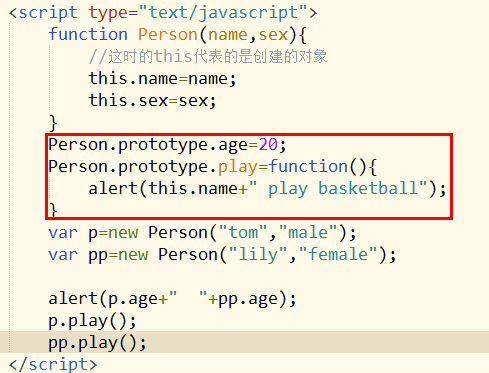 <script type="text/javascript">
function Person(name,sex){
//这时的this代表的是创建的对象
this.name=name;
this.sex=sex;
}
Person.prototype.age=20;
Person.prototype.play=function(){
alert(this.name+" play basketball");
}
var p=new Person("tom","male");
var pp=new Person("lily","female");
alert(p.age+"  "+pp.age);
p.play();
pp.play();
</script>